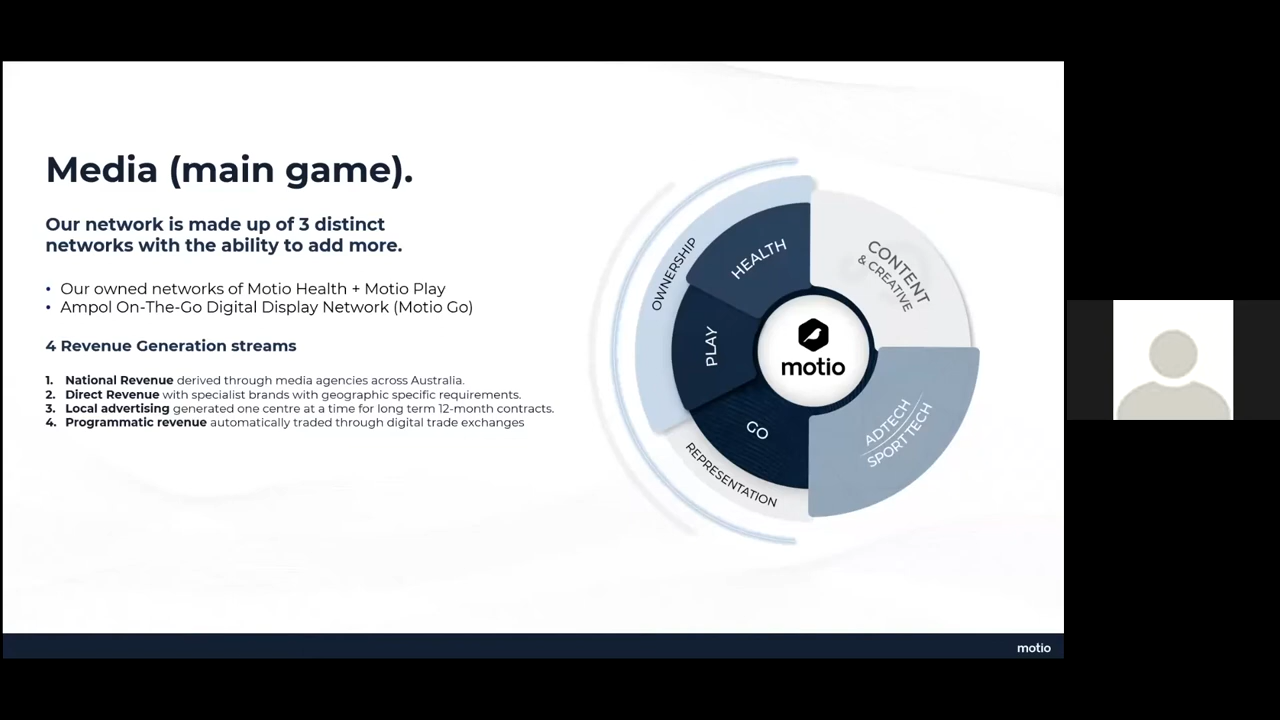 Media (main game).
Our network is made up of 3 distinct
networks with the ability to add more.
• Our owned networks of Motio Health + Motio Play
• Ampol On-The-Go Digital Display Network (Motio Go)
4 Revenue Generation streams
1. National Revenue derived through media agencies across Australia.
2. Direct Revenue with specialist brands with geographic specific requirements.
3. Local advertising generated one centre at a time for long term 12-month contracts.
4. Programmatic revenue automatically traded through digital trade exchanges
OWNERSHIP
HEALTH
PLAY
GO
REPRESENTATION
CONTENT
& CREATIVE
ADTECH
SPORTTECH
motio
motio